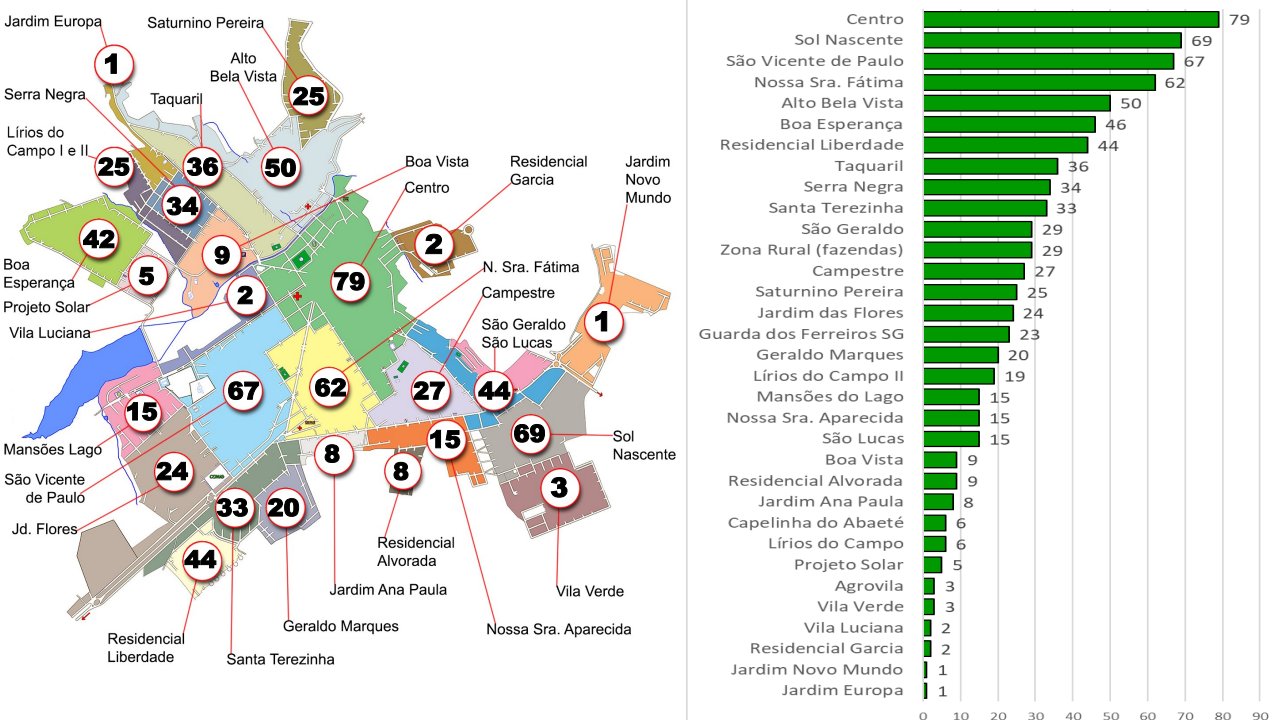 Jardim Europa
Saturnino Pereira
1
Alto
Bela Vista
Serra Negra
Taquaril
25
Lírios do
Campo I e II
25
36
50
Boa Vista
Residencial
Garcia
Jardim
Novo
Mundo
Centro
34
42
9
2
Boa
Esperança
5
79
N. Sra. Fátima
Projeto Solar
2
Campestre
Vila Luciana
São Geraldo
São Lucas
1
67
62
27
44
15
Mansões Lago
15
69
Sol
Nascente
8
24
8
São Vicente
de Paulo
3
33
20
Jd. Flores
44
Residencial
Alvorada
Jardim Ana Paula
Vila Verde
Geraldo Marques
Nossa Sra. Aparecida
Residencial
Liberdade
Santa Terezinha
Centro 79
Sol Nascente 69
São Vicente de Paulo 67
Nossa Sra. Fátima 62
Alto Bela Vista 50
Boa Esperança 46
Residencial Liberdade 44
Taquaril 36
Serra Negra 34
Santa Terezinha 33
São Geraldo 29
Zona Rural (fazendas) 29
Campestre 27
Saturnino Pereira 25
Jardim das Flores 24
Guarda dos Ferreiros SG 23
Geraldo Marques 20
Lírios do Campo II 19
Mansões do Lago 15
Nossa Sra. Aparecida 15
São Lucas 15
Boa Vista 9
Residencial Alvorada 9
Jardim Ana Paula 8
Capelinha do Abaeté 6
Lírios do Campo 6
Projeto Solar 5
Agrovila 3
Vila Verde 3
Vila Luciana 2
Residencial Garcia 2
Jardim Novo Mundo 1
Jardim Europa 1
0 10 20 30 40 50 60 70 80 90